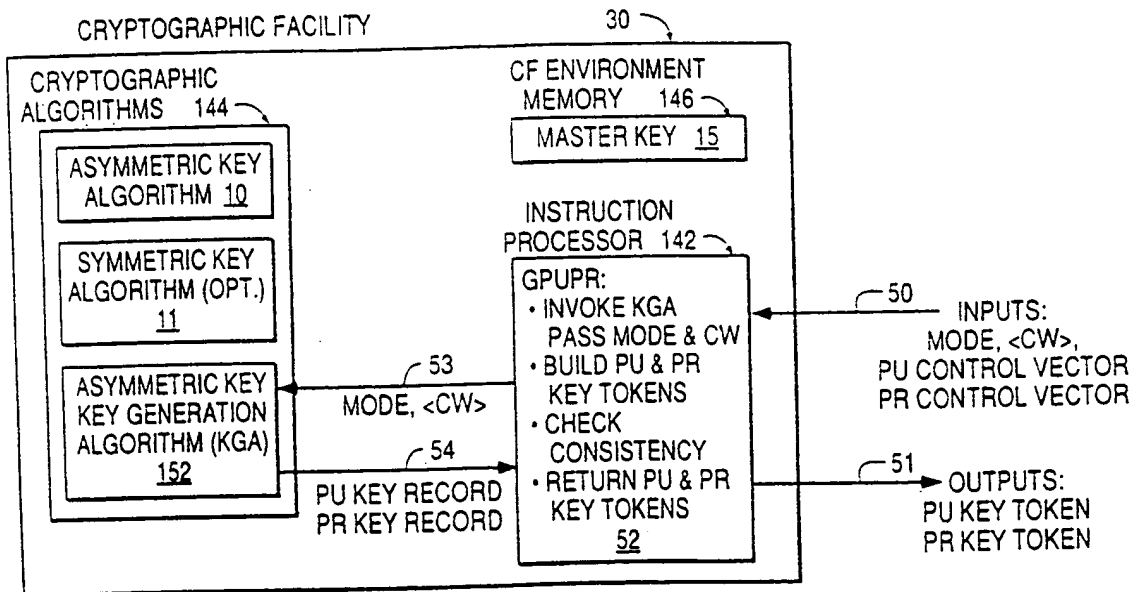 CRYPTOGRAPHIC FACILITY
30
CRYPTOGRAPHIC
ALGORITHMS 144
ASYMMETRIC KEY
ALGORITHM 10
SYMMETRIC KEY
ALGORITHM (OPT.)
11
ASYMMETRIC KEY
KEY GENERATION
ALGORITHM (KGA)
152
CF ENVIRONMENT
MEMORY 146
MASTER KEY 15
INSTRUCTION
PROCESSOR 142
GPUPR:
• INVOKE KGA
PASS MODE & CW
• BUILD PU & PR
KEY TOKENS
• CHECK
CONSISTENCY
• RETURN PU & PR
KEY TOKENS
52
53
MODE, <CW>
54
PU KEY RECORD
PR KEY RECORD
50
INPUTS:
MODE, <CW>,
PU CONTROL VECTOR
PR CONTROL VECTOR
51
OUTPUTS:
PU KEY TOKEN
PR KEY TOKEN